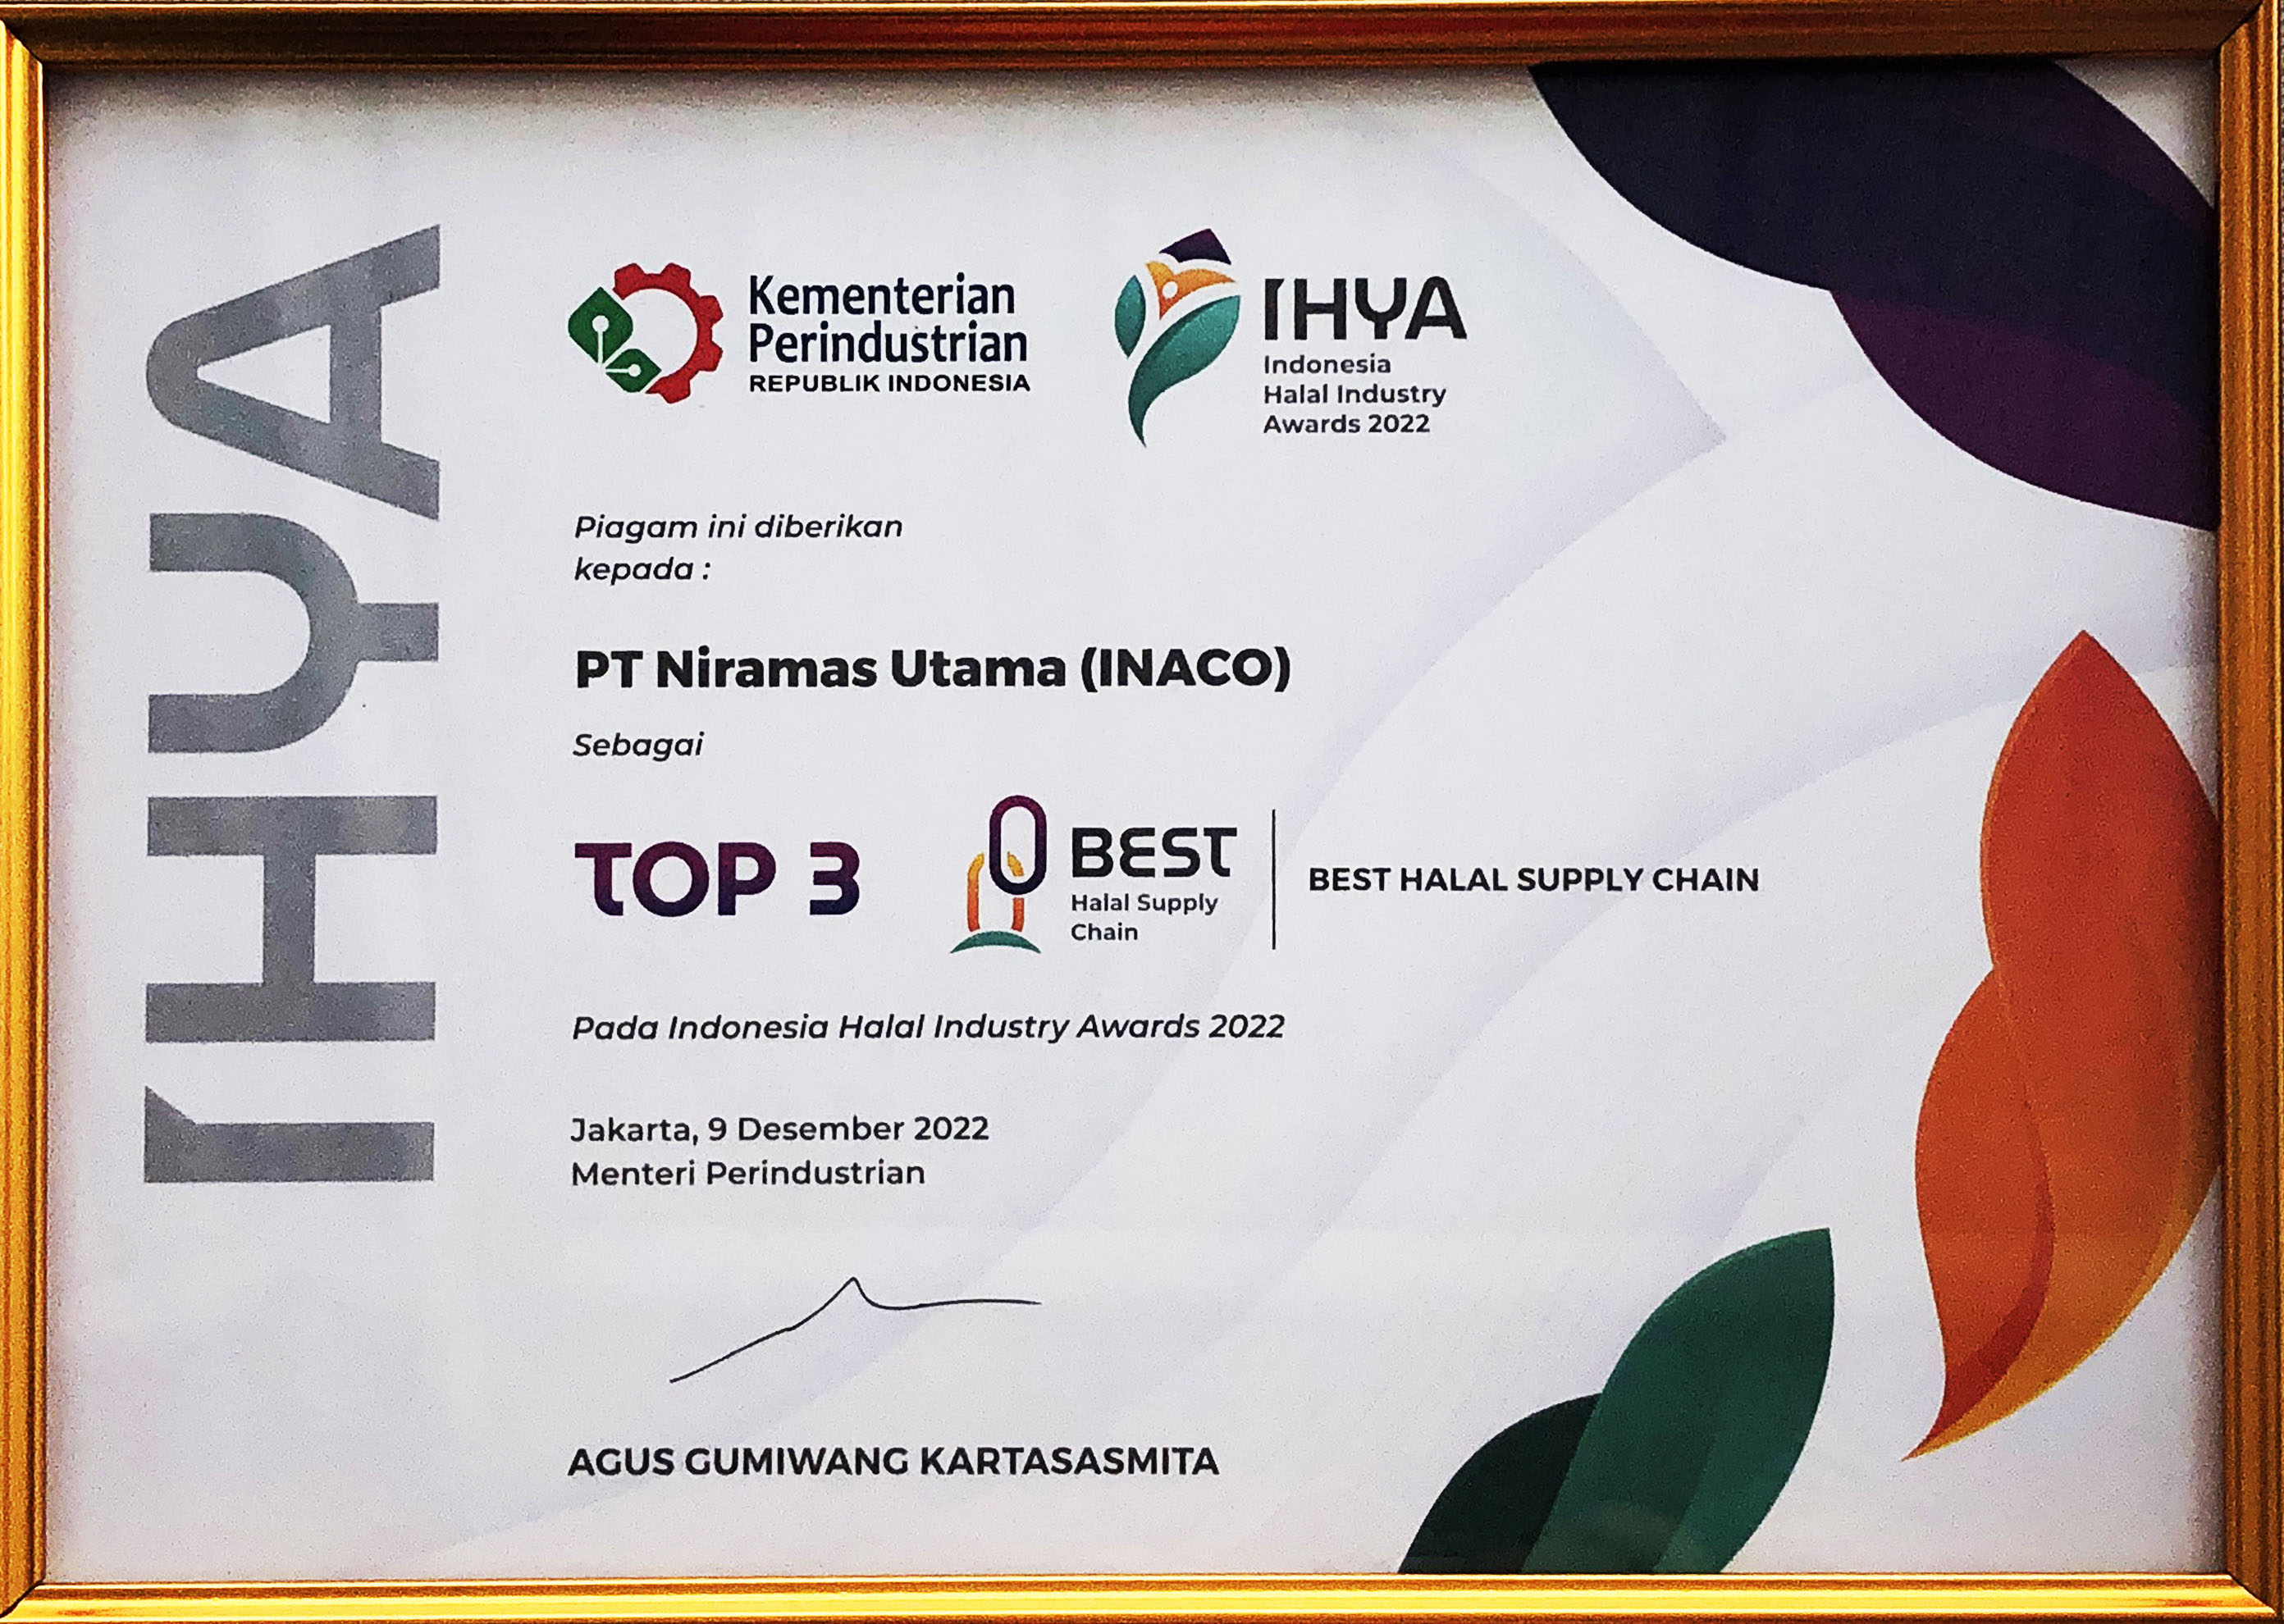 IHYA
Kementerian
Perindustrian
REPUBLIK INDONESIA
IHYA
Indonesia
Halal Industry
Awards 2022
Piagam ini diberikan
kepada :
PT Niramas Utama (INACO)
Sebagai
TOP 3
BEST
Halal Supply
Chain
BEST HALAL SUPPLY CHAIN
Pada Indonesia Halal Industry Awards 2022
Jakarta, 9 Desember 2022
Menteri Perindustrian
AGUS GUMIWANG KARTASASMITA